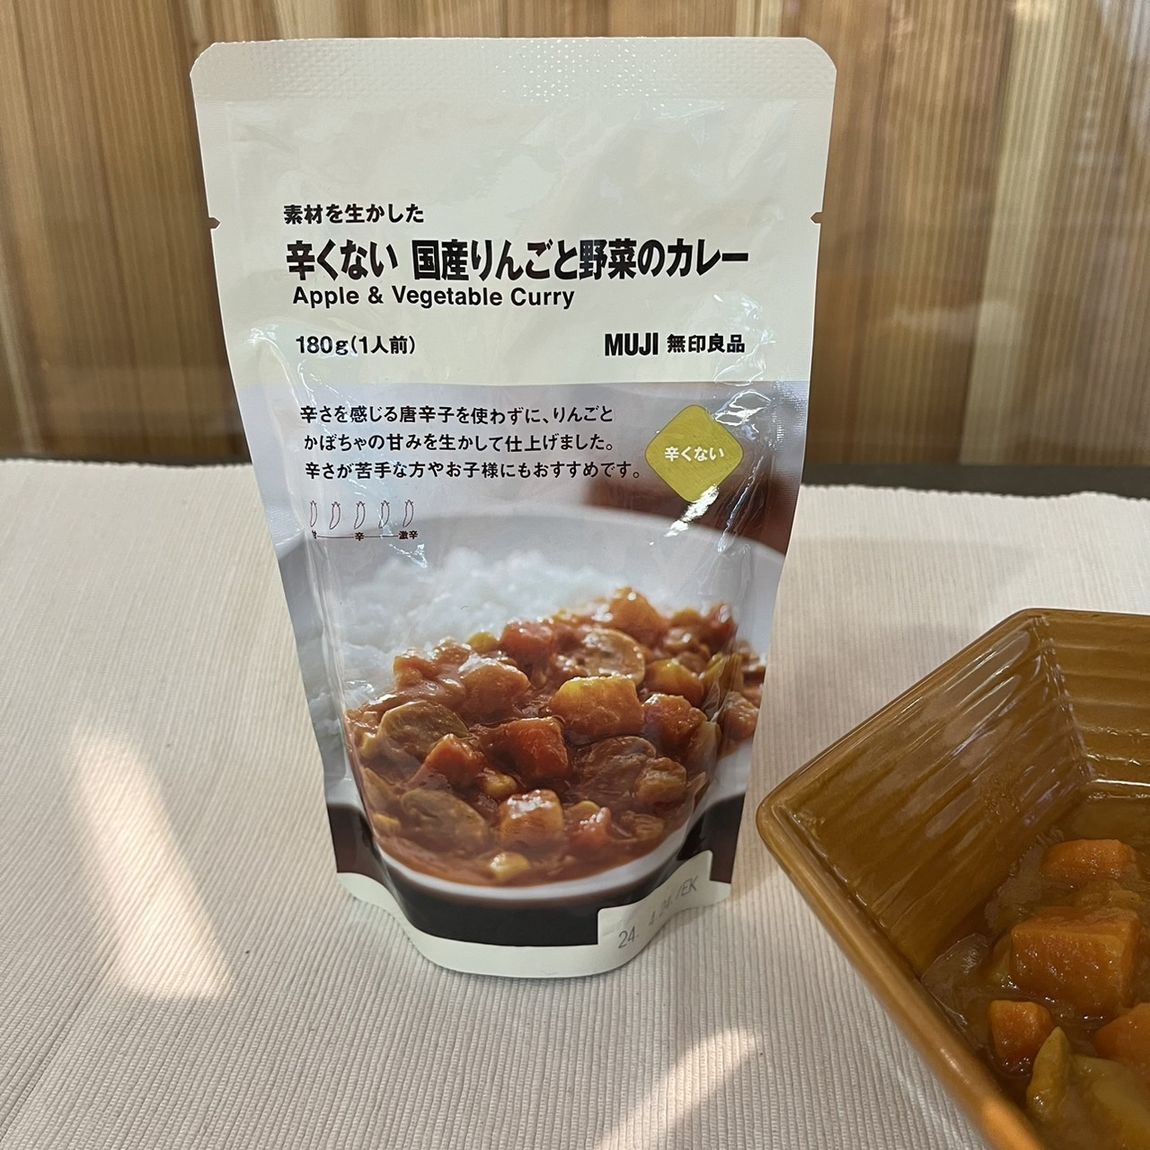 素材を生かした
辛くない 国産りんごと野菜のカレー
Apple & Vegetable Curry
180g(1人前)
MUJI 無印良品
辛さを感じる唐辛子を使わずに、りんごと
かぼちゃの甘みを生かして仕上げました。
辛さが苦手な方やお子様にもおすすめです。
辛くない
辛 激辛
24. 4.24. /EK